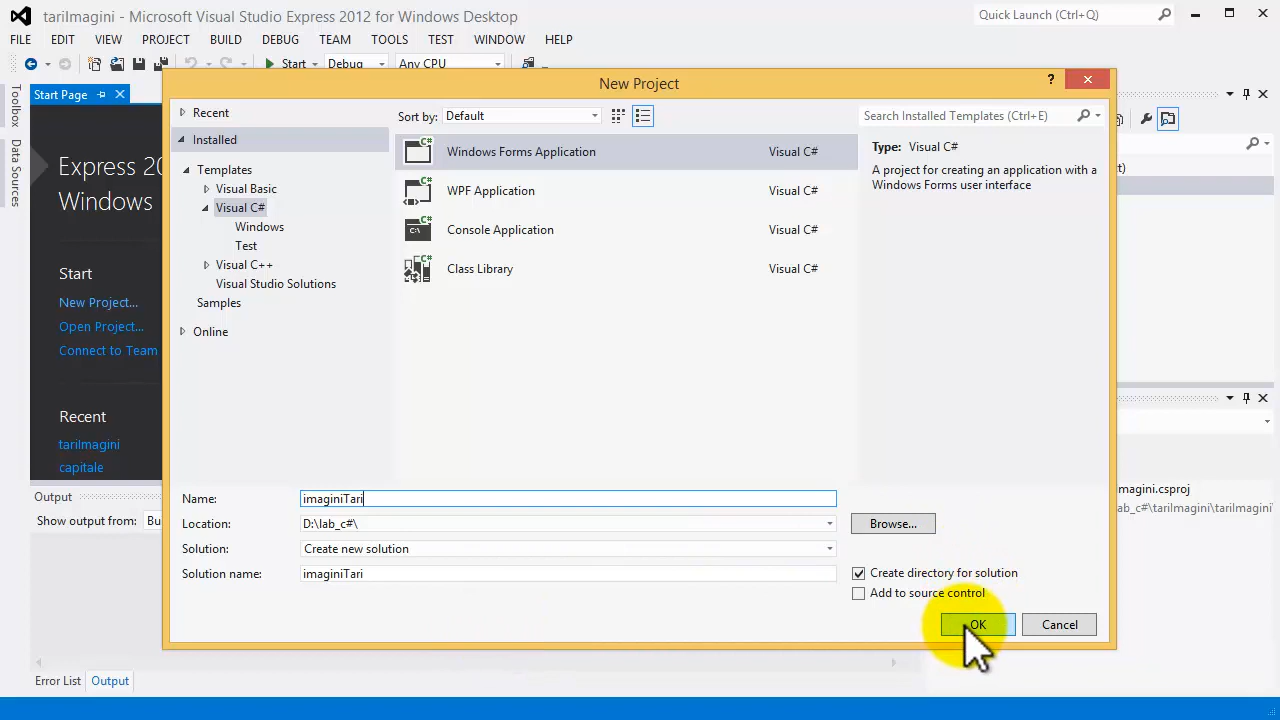 tariImagini - Microsoft Visual Studio Express 2012 for Windows Desktop
Quick Launch (Ctrl+Q)
FILE EDIT VIEW PROJECT BUILD DEBUG TEAM TOOLS TEST WINDOW HELP
Start Debug Any CPU
Toolbox
Data Sources
Start Page
Express 20
Windows
Start
New Project...
Open Project...
Connect to Team
Recent
tariImagini
capitale
New Project
?
Recent
Installed
Templates
Visual Basic
Visual C#
Windows
Test
Visual C++
Visual Studio Solutions
Samples
Online
Sort by: Default
Windows Forms Application Visual C#
WPF Application Visual C#
Console Application Visual C#
Class Library Visual C#
Search Installed Templates (Ctrl+E)
Type: Visual C#
A project for creating an application with a
Windows Forms user interface
Name: imaginiTari
Location: D:\lab_c#\
Browse...
Solution: Create new solution
Solution name: imaginiTari
Create directory for solution
Add to source control
OK Cancel
Output
Show output from: Bu
t)
magini.csproj
ab_c#\tariImagini\tariImagini
Error List Output